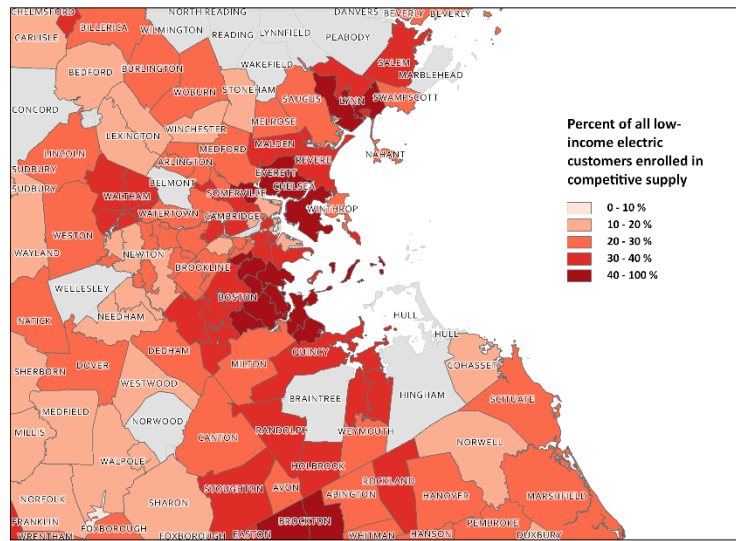 CHELMSFORD
NORTH READING
DANVERS
BEVERLY
BEVERLY
CARLISLE
BILLERICA
WILMINGTON
READING
LYNNFIELD
PEABODY
WAKEFIELD
SALEM
MARBLEHEAD
BEDFORD
BURLINGTON
WOBURN
STONEHAM
SAUGUS
LYNN
SWAMPSCOTT
CONCORD
LEXINGTON
WINCHESTER
MELROSE
LINCOLN
ARLINGTON
MEDFORD
MALDEN
REVERE
NAHANT
SUDBURY
SUDBURY
BELMONT
EVERETT
CHELSEA
WALTHAM
SOMERVILLE
WINTHROP
WATERTOWN
CAMBRIDGE
WESTON
WAYLAND
NEWTON
BROOKLINE
WELLESLEY
BOSTON
NEEDHAM
HULL
HULL
NATICK
DEDHAM
QUINCY
DOVER
MILTON
COHASSET
SHERBORN
WESTWOOD
BRAINTREE
HINGHAM
SCITUATE
MEDFIELD
NORWOOD
MILLIS
CANTON
RANDOLPH
WEYMOUTH
NORWELL
WALPOLE
HOLBROOK
ROCKLAND
NORFOLK
SHARON
STOUGHTON
AVON
ABINGTON
HANOVER
MARSHFIELD
FRANKLIN
FOXBOROUGH
FOXBOROUGH
WRENTHAM
EASTON
BROCKTON
WHITMAN
HANSON
PEMBROKE
DUXBURY
Percent of all low-
income electric
customers enrolled in
competitive supply
0 - 10 %
10 - 20 %
20 - 30 %
30 - 40 %
40 - 100 %